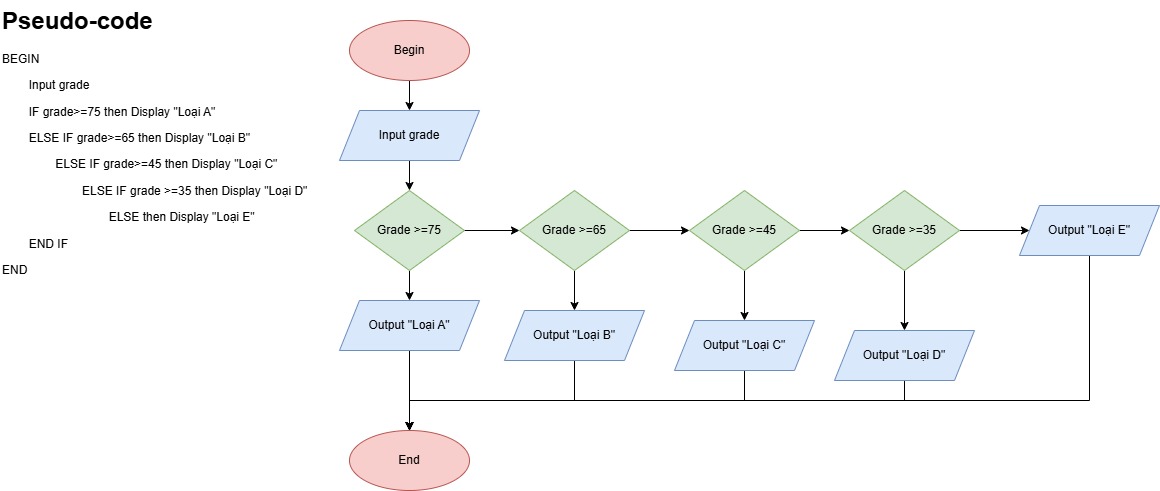 Pseudo-code
BEGIN
Input grade
IF grade>=75 then Display "Loại A"
ELSE IF grade>=65 then Display "Loại B"
ELSE IF grade>=45 then Display "Loại C"
ELSE IF grade >=35 then Display "Loại D"
ELSE then Display "Loại E"
END IF
END
Begin
Input grade
Grade >=75
Grade >=65
Grade >=45
Grade >=35
Output "Loại E"
Output "Loại A"
Output "Loại B"
Output "Loại C"
Output "Loại D"
End